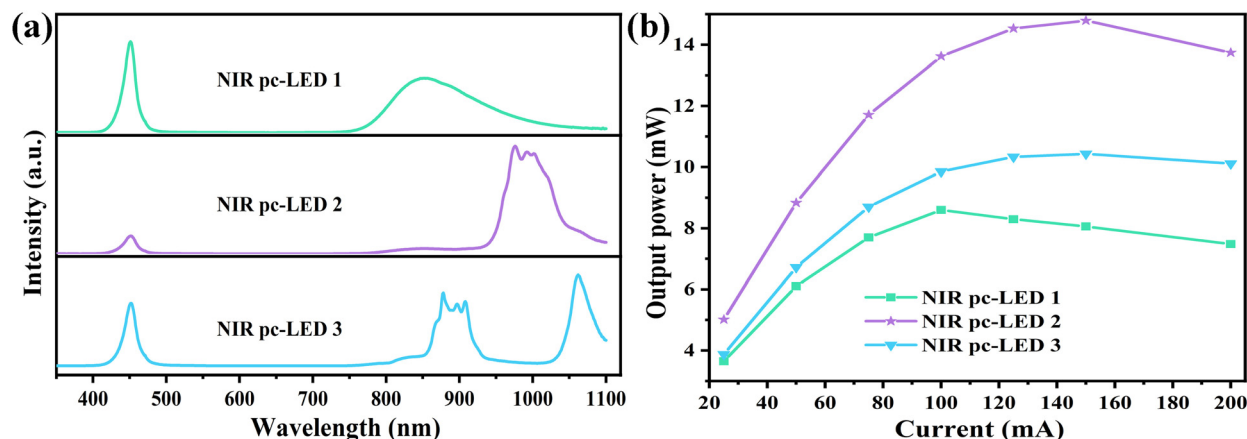 (a)
NIR pc-LED 1
NIR pc-LED 2
NIR pc-LED 3
Intensity (a.u.)
400 500 600 700 800 900 1000 1100
Wavelength (nm)
(b)
14
12
10
8
6
4
Output power (mW)
NIR pc-LED 1
NIR pc-LED 2
NIR pc-LED 3
20 40 60 80 100 120 140 160 180 200
Current (mA)